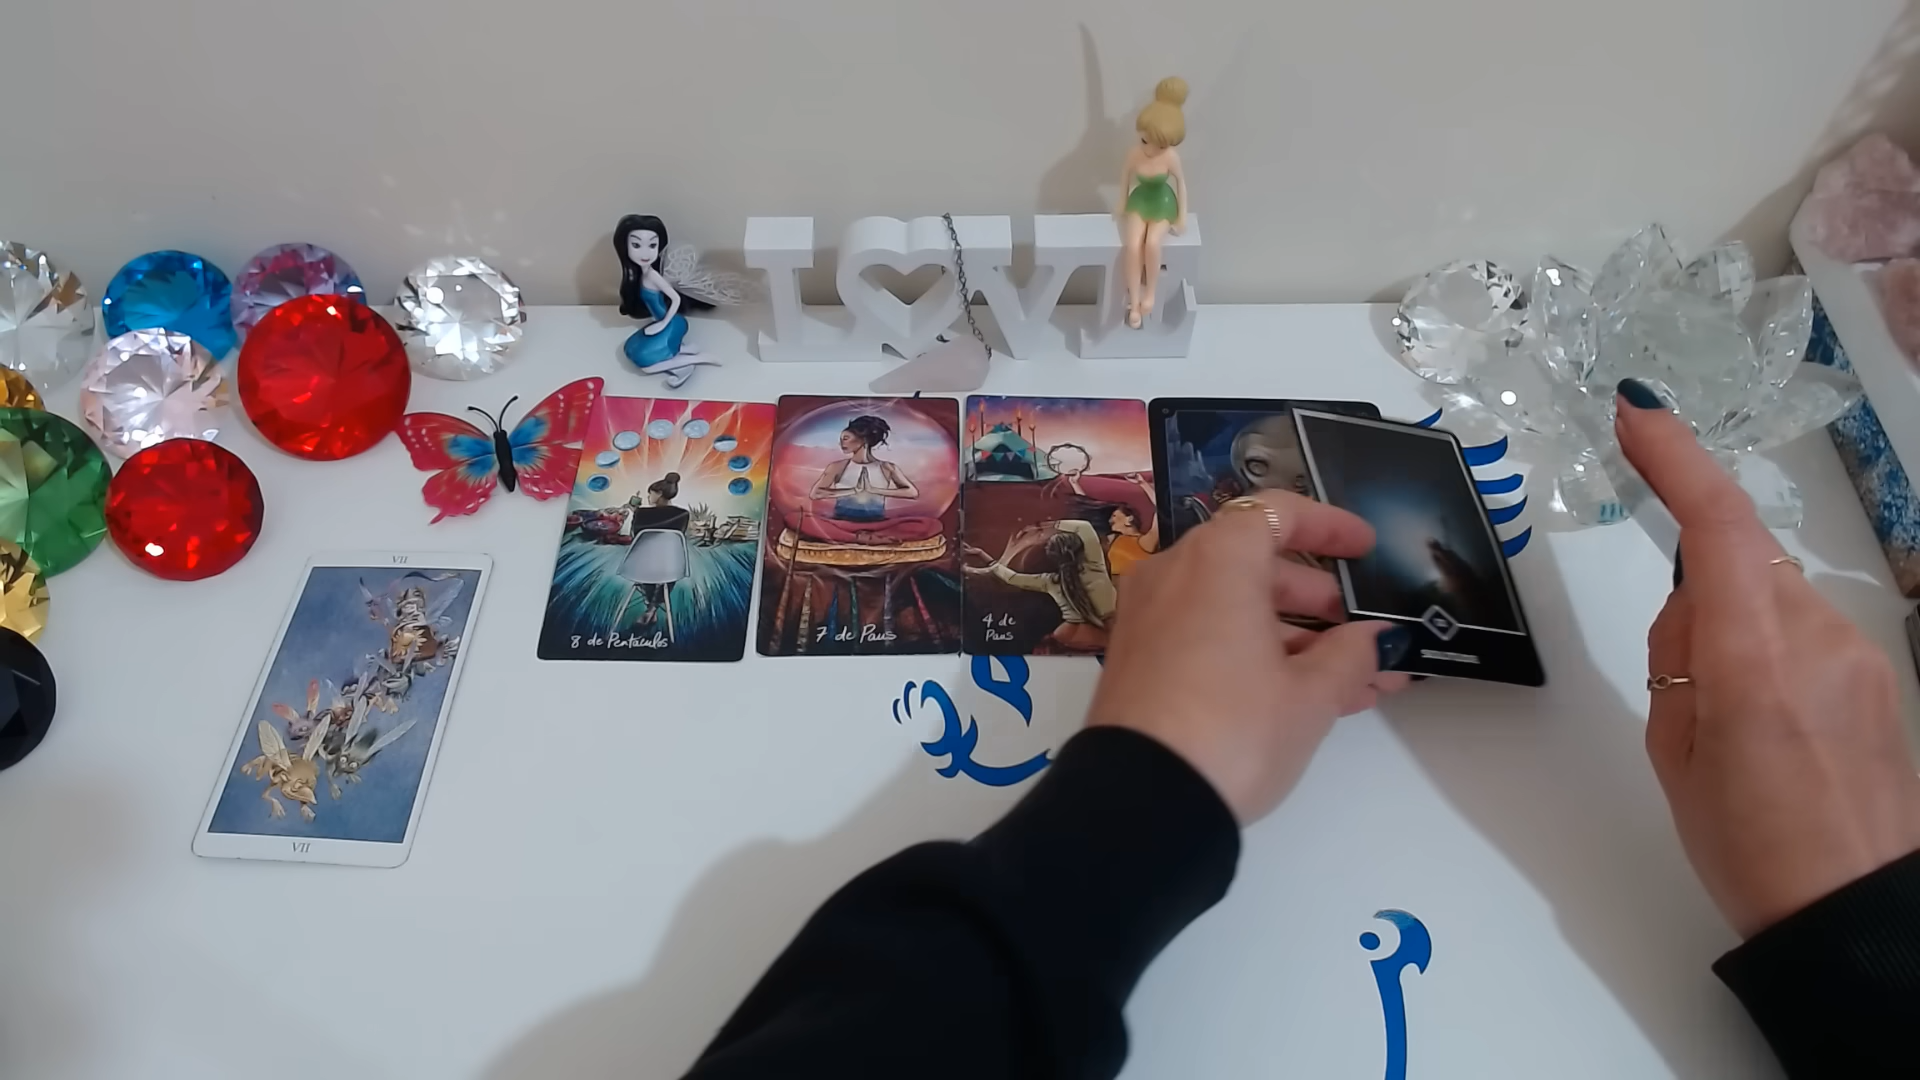 LOVE
8 de Pentaculos
7 de Paus
4 de
Paus
VII
VII